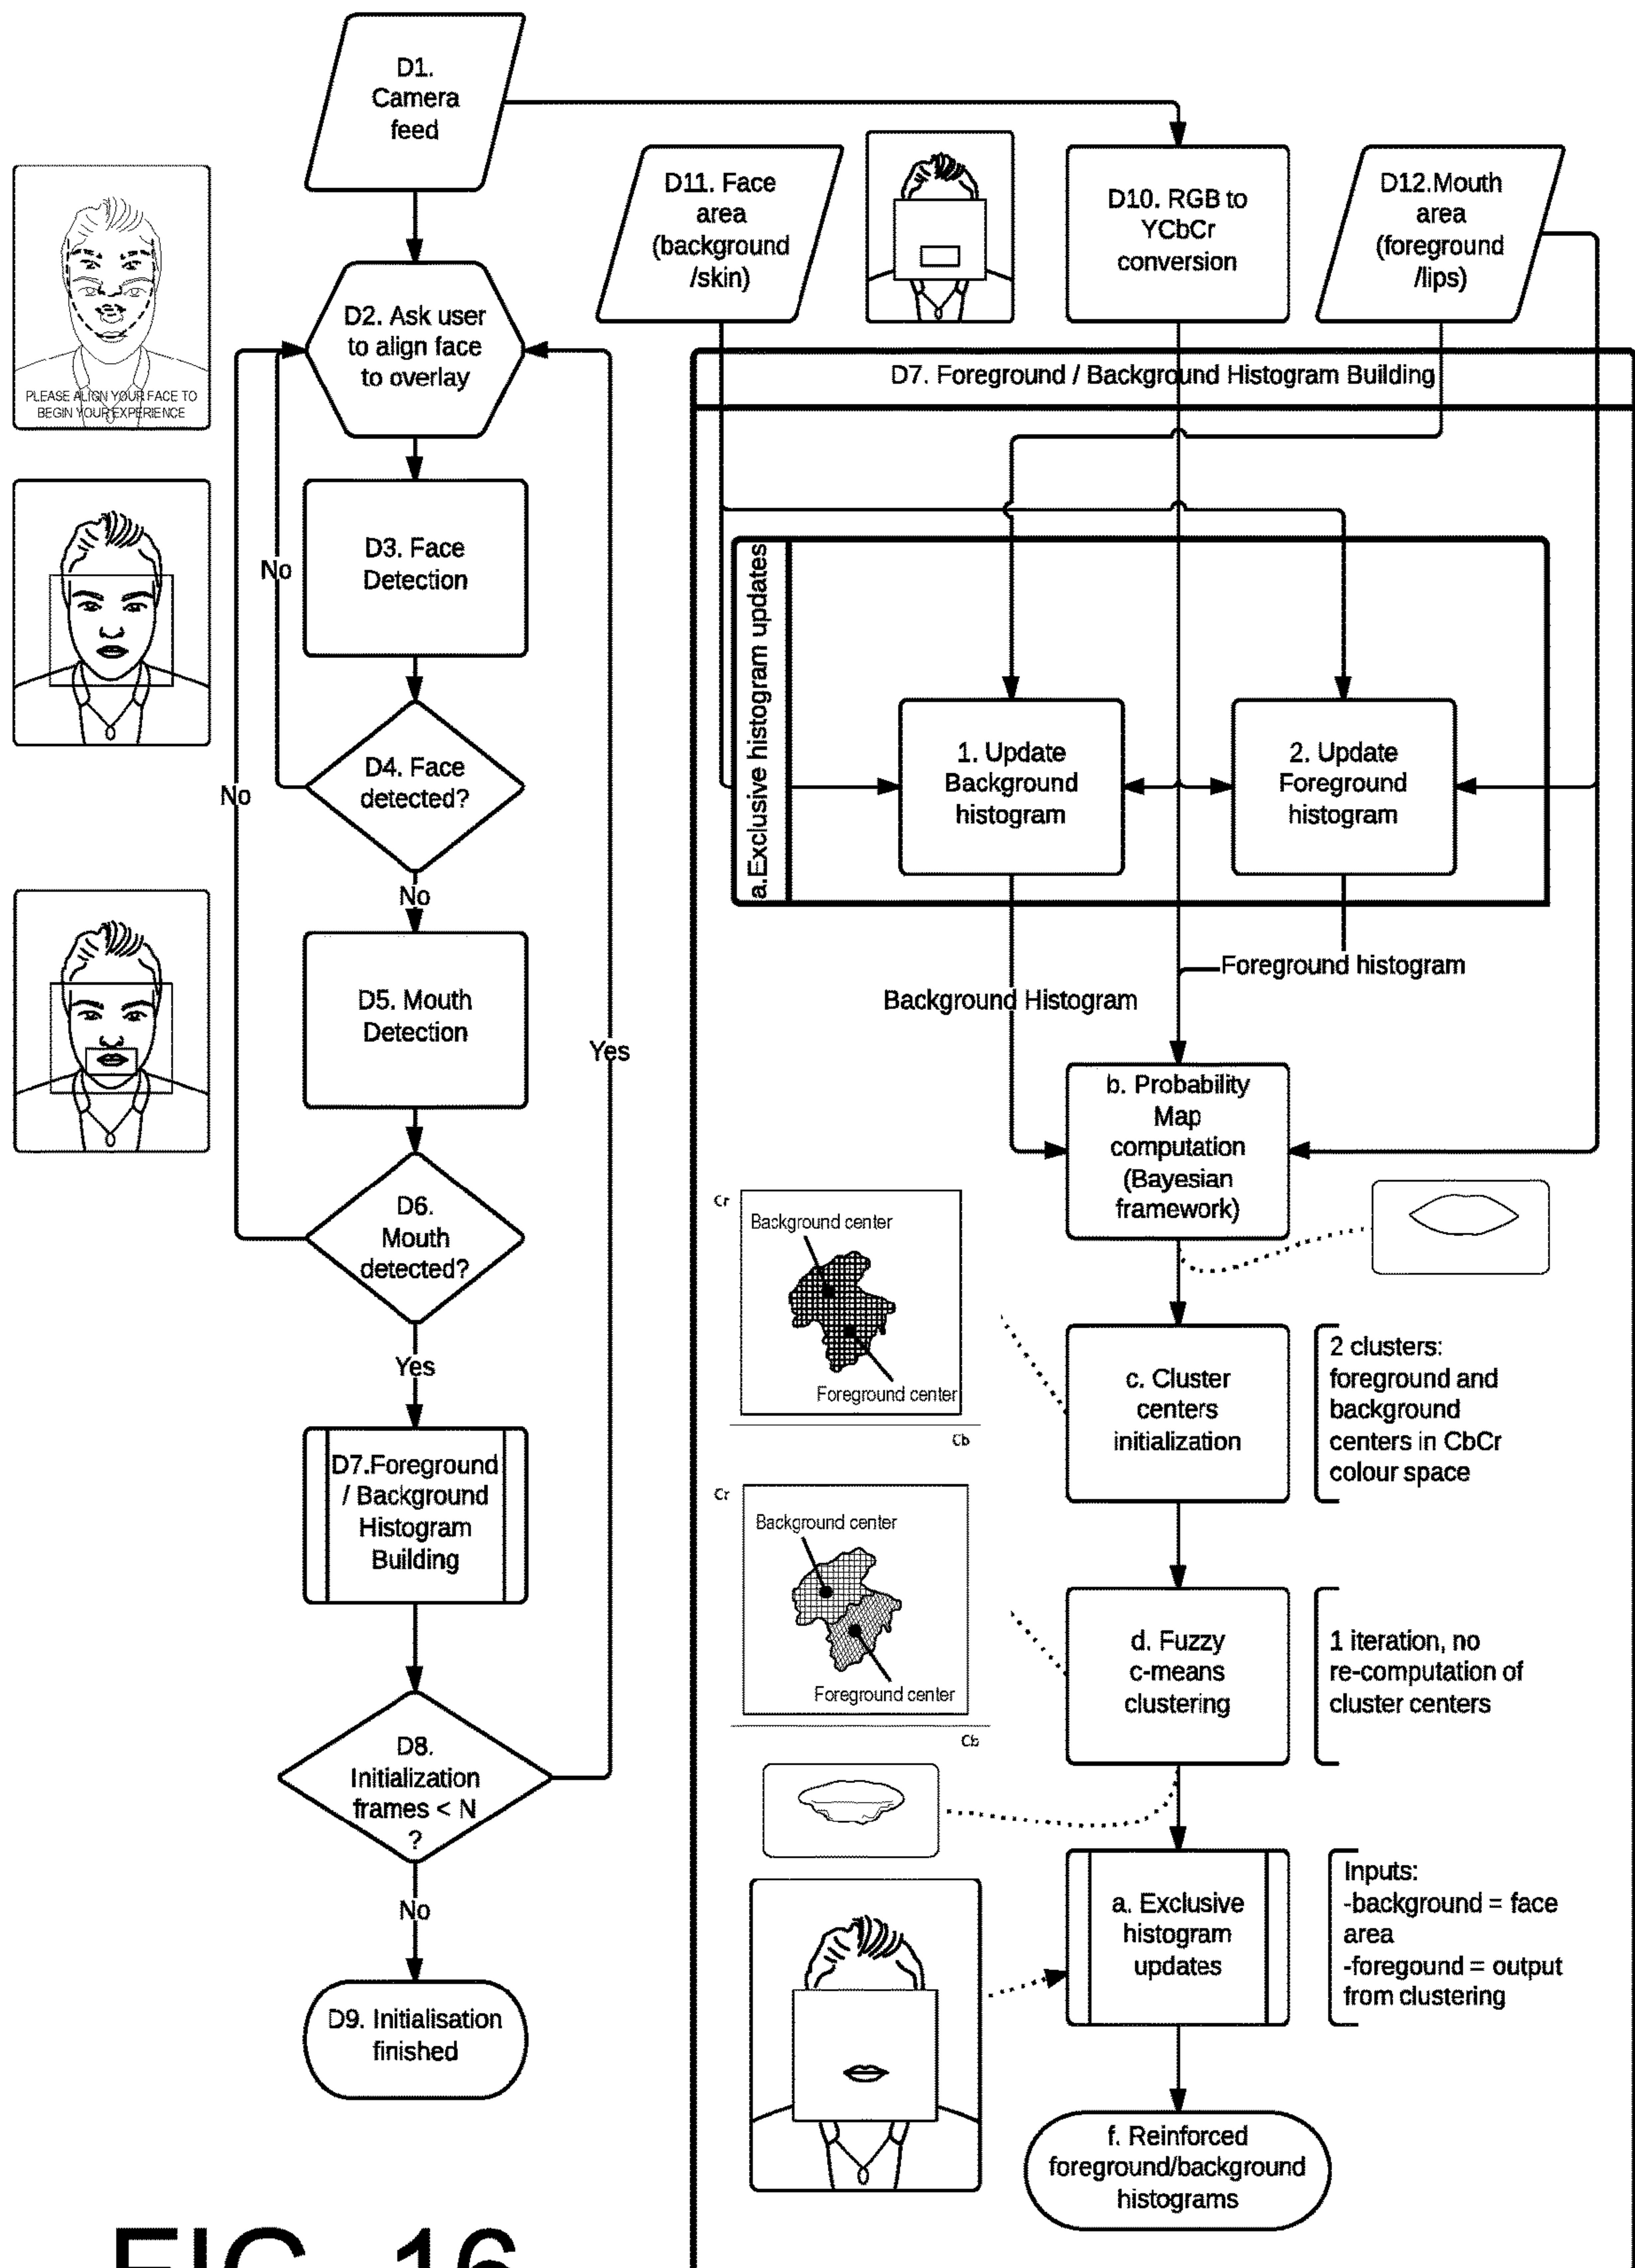 D1.
Camera
feed
PLEASE ALIGN YOUR FACE TO
BEGIN YOUR EXPERIENCE
D2. Ask user
to align face
to overlay
D3. Face
Detection
No
D4. Face
detected?
No
No
D5. Mouth
Detection
Yes
D6.
Mouth
detected?
Yes
D7.Foreground
/ Background
Histogram
Building
D8.
Initialization
frames < N
?
No
D9. Initialisation
finished
D11. Face
area
(background
/skin)
D10. RGB to
YCbCr
conversion
D12.Mouth
area
(foreground
/lips)
D7. Foreground / Background Histogram Building
a.Exclusive histogram updates
1. Update
Background
histogram
2. Update
Foreground
histogram
Foreground histogram
Background Histogram
b. Probability
Map
computation
(Bayesian
framework)
Cr
Background center
Foreground center
Cb
c. Cluster
centers
initialization
2 clusters:
foreground and
background
centers in CbCr
colour space
Cr
Background center
Foreground center
Cb
d. Fuzzy
c-means
clustering
1 iteration, no
re-computation of
cluster centers
a. Exclusive
histogram
updates
Inputs:
-background = face
area
-foregound = output
from clustering
f. Reinforced
foreground/background
histograms
FIG. 16